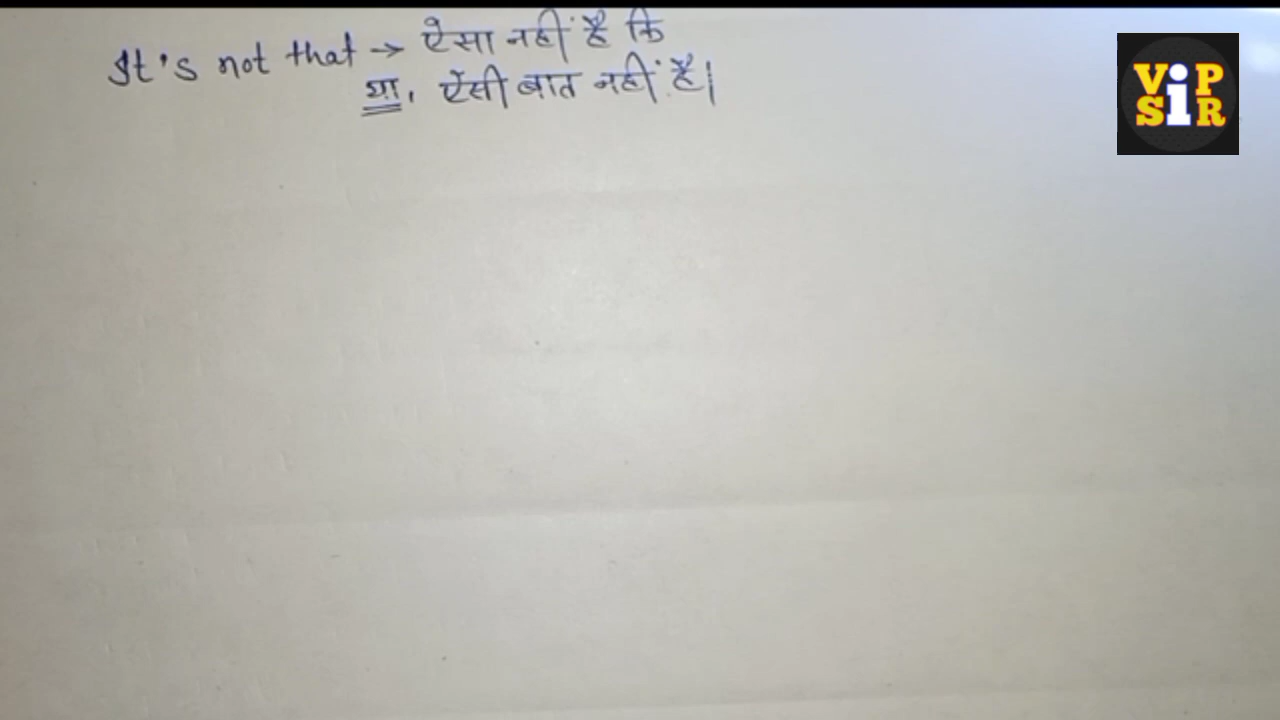 It's not that → ऐसा नहीं है कि
या, ऐसी बात नहीं है।
ViP
SiR